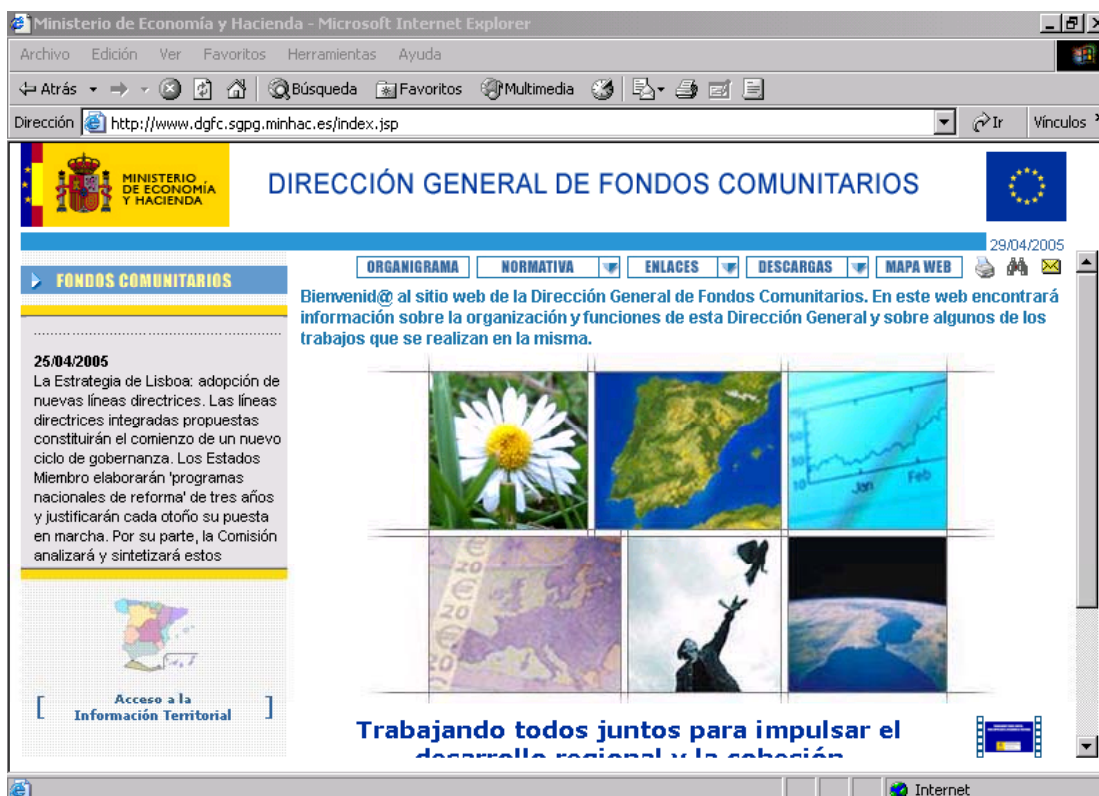 Ministerio de Economía y Hacienda - Microsoft Internet Explorer
Archivo Edición Ver Favoritos Herramientas Ayuda
Atrás Búsqueda Favoritos Multimedia
Dirección http://www.dgfc.sgpg.minhac.es/index.jsp Ir Vínculos
MINISTERIO
DE ECONOMÍA
Y HACIENDA
DIRECCIÓN GENERAL DE FONDOS COMUNITARIOS
29/04/2005
FONDOS COMUNITARIOS
ORGANIGRAMA NORMATIVA ENLACES DESCARGAS MAPA WEB
Bienvenid@ al sitio web de la Dirección General de Fondos Comunitarios. En este web encontrará
información sobre la organización y funciones de esta Dirección General y sobre algunos de los
trabajos que se realizan en la misma.
25/04/2005
La Estrategia de Lisboa: adopción de
nuevas líneas directrices. Las líneas
directrices integradas propuestas
constituirán el comienzo de un nuevo
ciclo de gobernanza. Los Estados
Miembro elaborarán 'programas
nacionales de reforma' de tres años
y justificarán cada otoño su puesta
en marcha. Por su parte, la Comisión
analizará y sintetizará estos
Jan Feb
20 €
[ Acceso a la
Información Territorial ]
Trabajando todos juntos para impulsar el
desarrollo regional y la cohesión
Internet